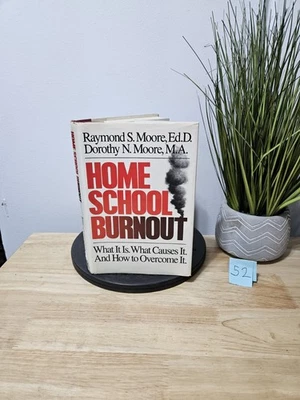 Raymond S. Moore, Ed.D.
Dorothy N. Moore, M.A.
HOME
SCHOOL
BURNOUT
What It Is. What Causes It.
And How to Overcome It.
52